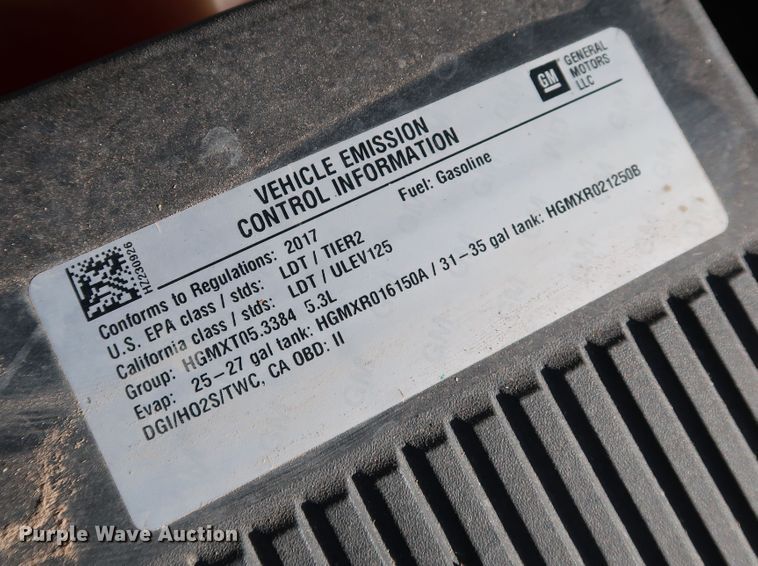 GM
GENERAL
MOTORS
LLC
VEHICLE EMISSION
CONTROL INFORMATION
HZ230926
Conforms to Regulations: 2017 Fuel: Gasoline
U.S. EPA class / stds: LDT / TIER2
California class / stds: LDT / ULEV125
Group: HGMXT05.3384 5.3L
Evap: 25-27 gal tank: HGMXR016150A / 31-35 gal tank: HGMXR021250B
DGI/HO2S/TWC, CA OBD: II
Purple Wave Auction